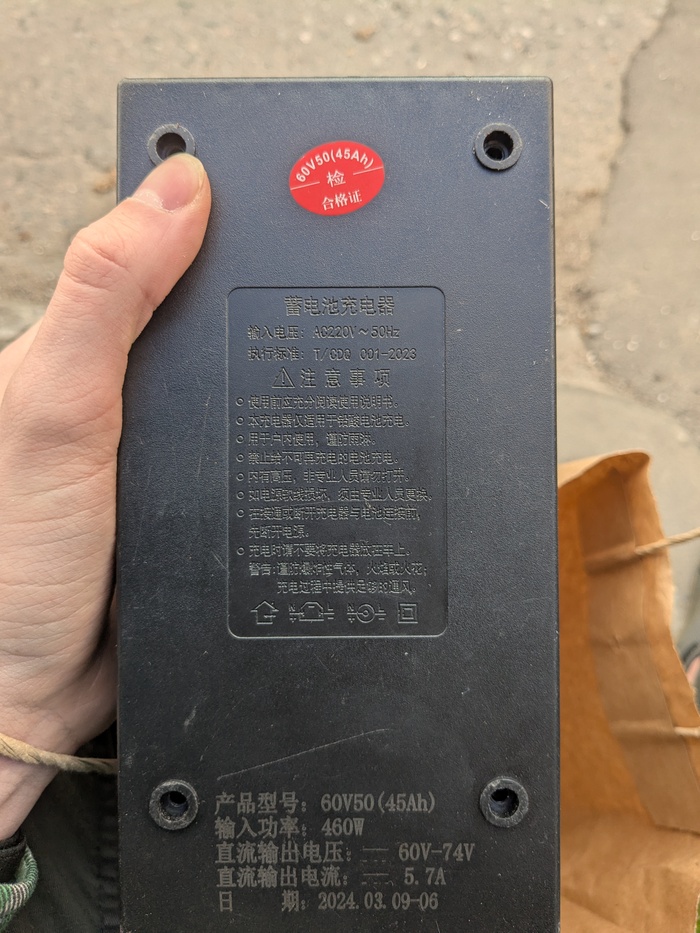 60V50(45Ah)
检
合格证
蓄电池充电器
输入电压: AC220V～50Hz
执行标准: T/CDQ 001-2023
⚠注意事项
○ 使用前应充分阅读使用说明书。
○ 本充电器仅适用于铅酸电池充电。
○ 用于户内使用，谨防雨淋。
○ 禁止给不可再充电的电池充电。
○ 内有高压，非专业人员请勿打开。
○ 如电源软线损坏，须由专业人员更换。
○ 在接通或断开充电器与电池连接前，
先断开电源。
○ 充电时请不要将充电器放在车上。
警告:谨防爆炸性气体、火焰或火花;
充电过程中提供足够的通风。
产品型号: 60V50(45Ah)
输入功率: 460W
直流输出电压: ⎓ 60V-74V
直流输出电流: ⎓ 5.7A
日 期: 2024.03.09-06